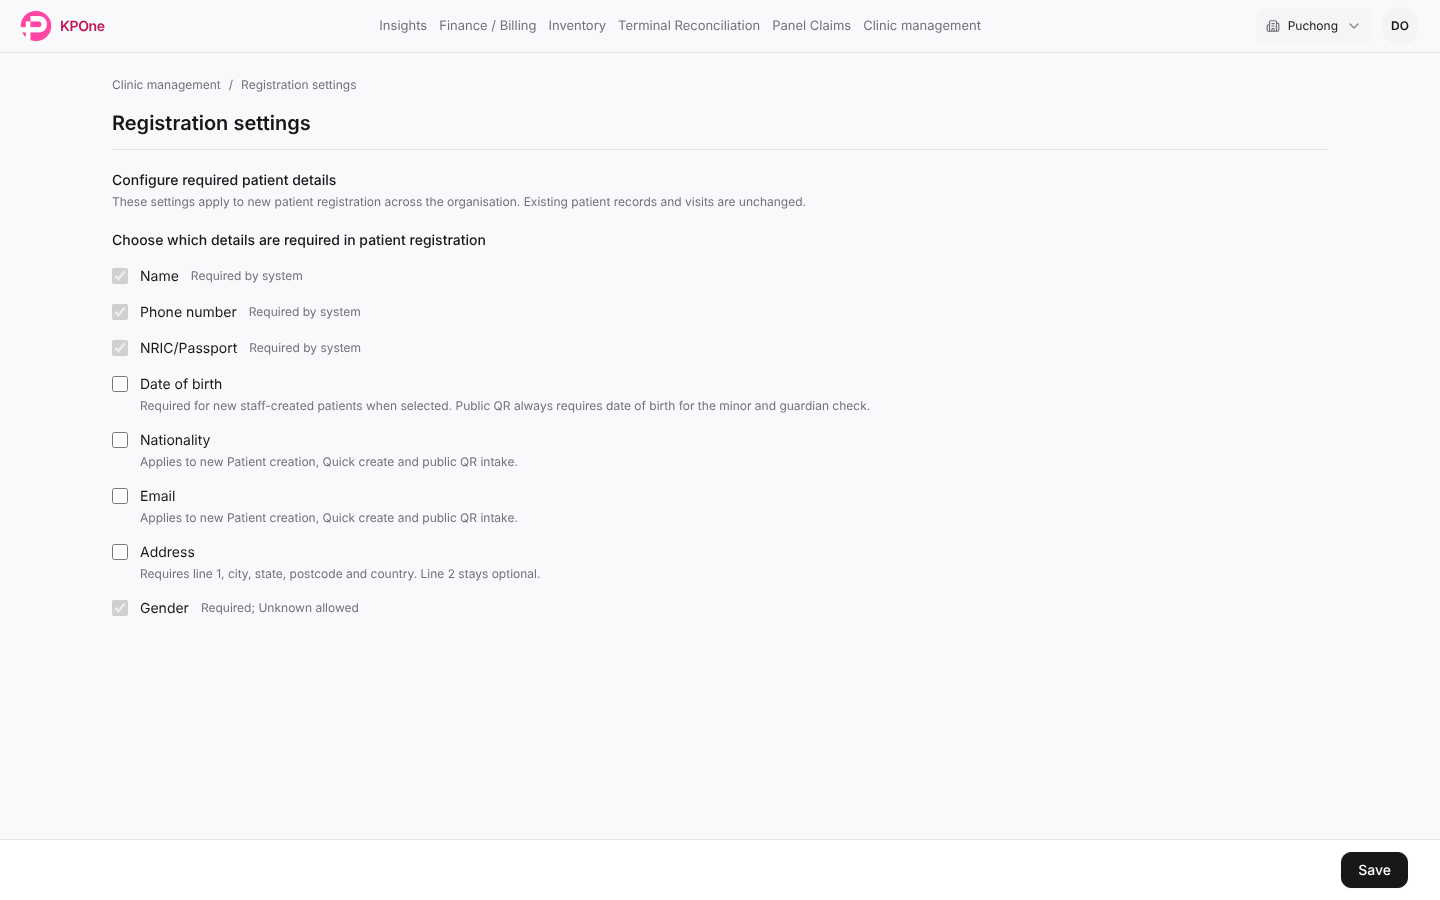 KPOne
Insights Finance / Billing Inventory Terminal Reconciliation Panel Claims Clinic management
Puchong
DO
Clinic management / Registration settings
Registration settings
Configure required patient details
These settings apply to new patient registration across the organisation. Existing patient records and visits are unchanged.
Choose which details are required in patient registration
Name Required by system
Phone number Required by system
NRIC/Passport Required by system
Date of birth
Required for new staff-created patients when selected. Public QR always requires date of birth for the minor and guardian check.
Nationality
Applies to new Patient creation, Quick create and public QR intake.
Email
Applies to new Patient creation, Quick create and public QR intake.
Address
Requires line 1, city, state, postcode and country. Line 2 stays optional.
Gender Required; Unknown allowed
Save